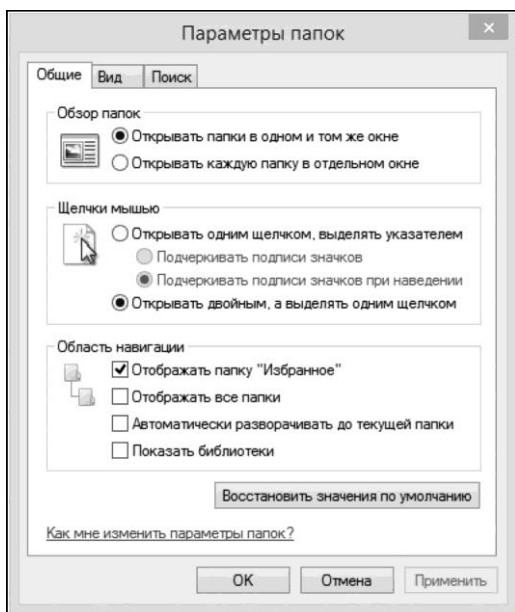 Параметры папок
Общие Вид Поиск
Обзор папок
Открывать папки в одном и том же окне
Открывать каждую папку в отдельном окне
Щелчки мышью
Открывать одним щелчком, выделять указателем
Подчеркивать подписи значков
Подчеркивать подписи значков при наведении
Открывать двойным, а выделять одним щелчком
Область навигации
Отображать папку "Избранное"
Отображать все папки
Автоматически разворачивать до текущей папки
Показать библиотеки
Восстановить значения по умолчанию
Как мне изменить параметры папок?
OK Отмена Применить